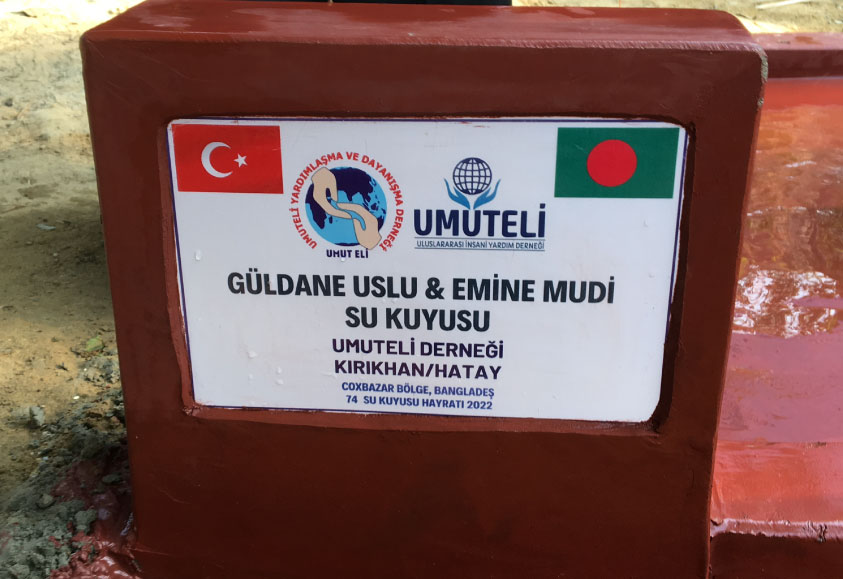 UMUTELİ YARDIMLAŞMA VE DAYANIŞMA DERNEĞİ
UMUT ELİ
UMUTELİ
ULUSLARARASI İNSANİ YARDIM DERNEĞİ
GÜLDANE USLU & EMİNE MUDİ
SU KUYUSU
UMUTELİ DERNEĞİ
KIRIKHAN/HATAY
COXBAZAR BÖLGE, BANGLADEŞ
74 SU KUYUSU HAYRATI 2022